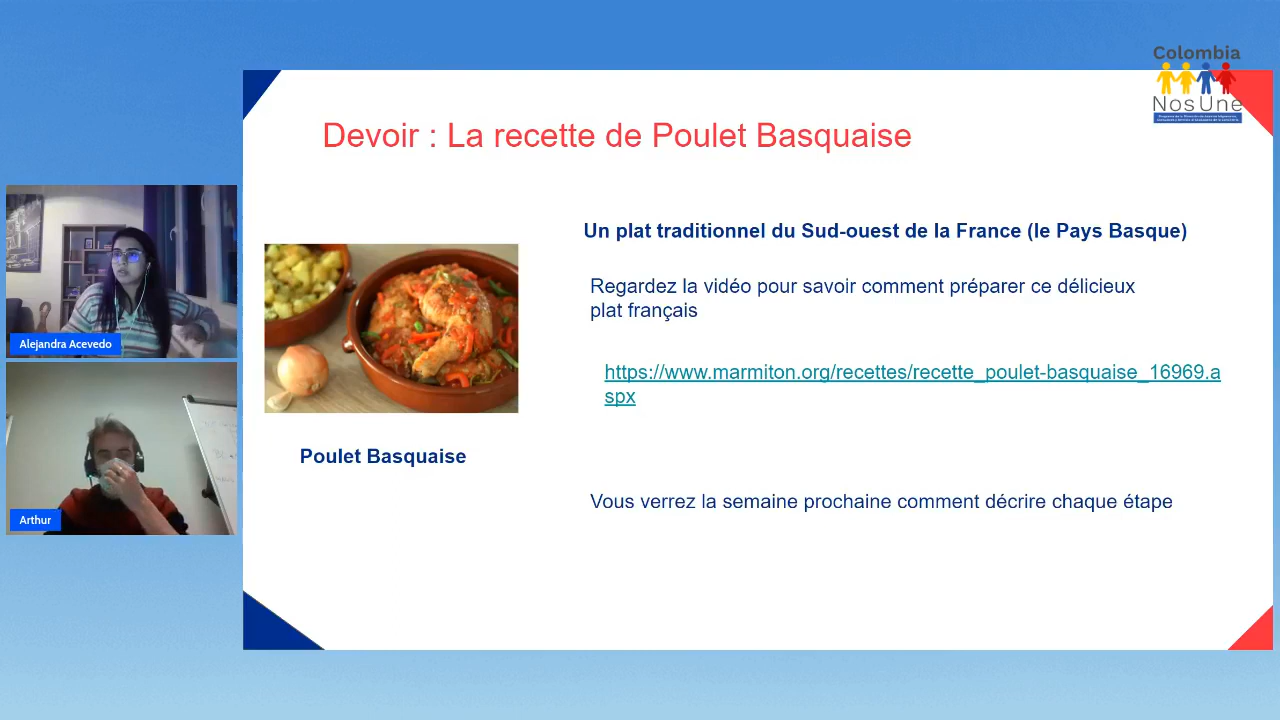 Colombia
NosUne
Devoir : La recette de Poulet Basquaise
Un plat traditionnel du Sud-ouest de la France (le Pays Basque)
Regardez la vidéo pour savoir comment préparer ce délicieux
plat français
https://www.marmiton.org/recettes/recette_poulet-basquaise_16969.a
spx
Poulet Basquaise
Vous verrez la semaine prochaine comment décrire chaque étape
Alejandra Acevedo
Arthur